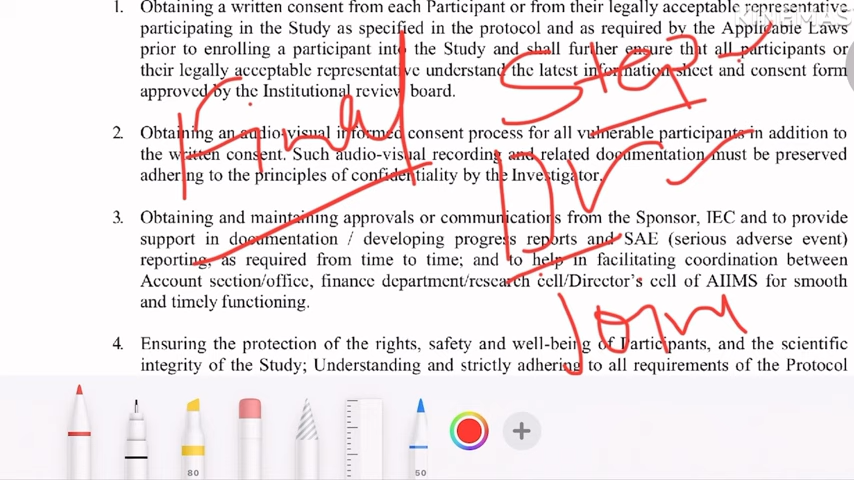 KINEMAS
1. Obtaining a written consent from each Participant or from their legally acceptable representative
participating in the Study as specified in the protocol and as required by the Applicable Laws
prior to enrolling a participant into the Study and shall further ensure that all participants or
their legally acceptable representative understand the latest information sheet and consent form
approved by the Institutional review board.
Final Step
2. Obtaining an audio-visual informed consent process for all vulnerable participants in addition to
the written consent. Such audio-visual recording and related documentation must be preserved
adhering to the principles of confidentiality by the Investigator.
DV
3. Obtaining and maintaining approvals or communications from the Sponsor, IEC and to provide
support in documentation / developing progress reports and SAE (serious adverse event)
reporting, as required from time to time; and to help in facilitating coordination between
Account section/office, finance department/research cell/Director's cell of AIIMS for smooth
and timely functioning.
4. Ensuring the protection of the rights, safety and well-being of Participants, and the scientific
integrity of the Study; Understanding and strictly adhering to all requirements of the Protocol
80
50